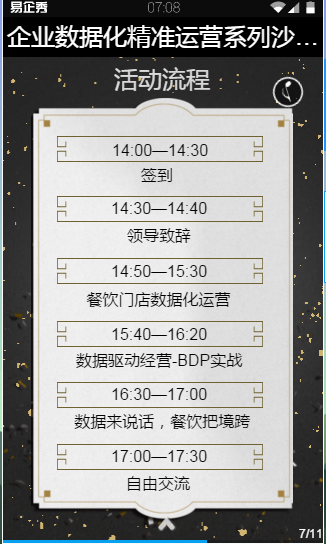 易企秀
07:08
企业数据化精准运营系列沙...
活动流程
14:00—14:30
签到
14:30—14:40
领导致辞
14:50—15:30
餐饮门店数据化运营
15:40—16:20
数据驱动经营-BDP实战
16:30—17:00
数据来说话，餐饮把境跨
17:00—17:30
自由交流
7/11